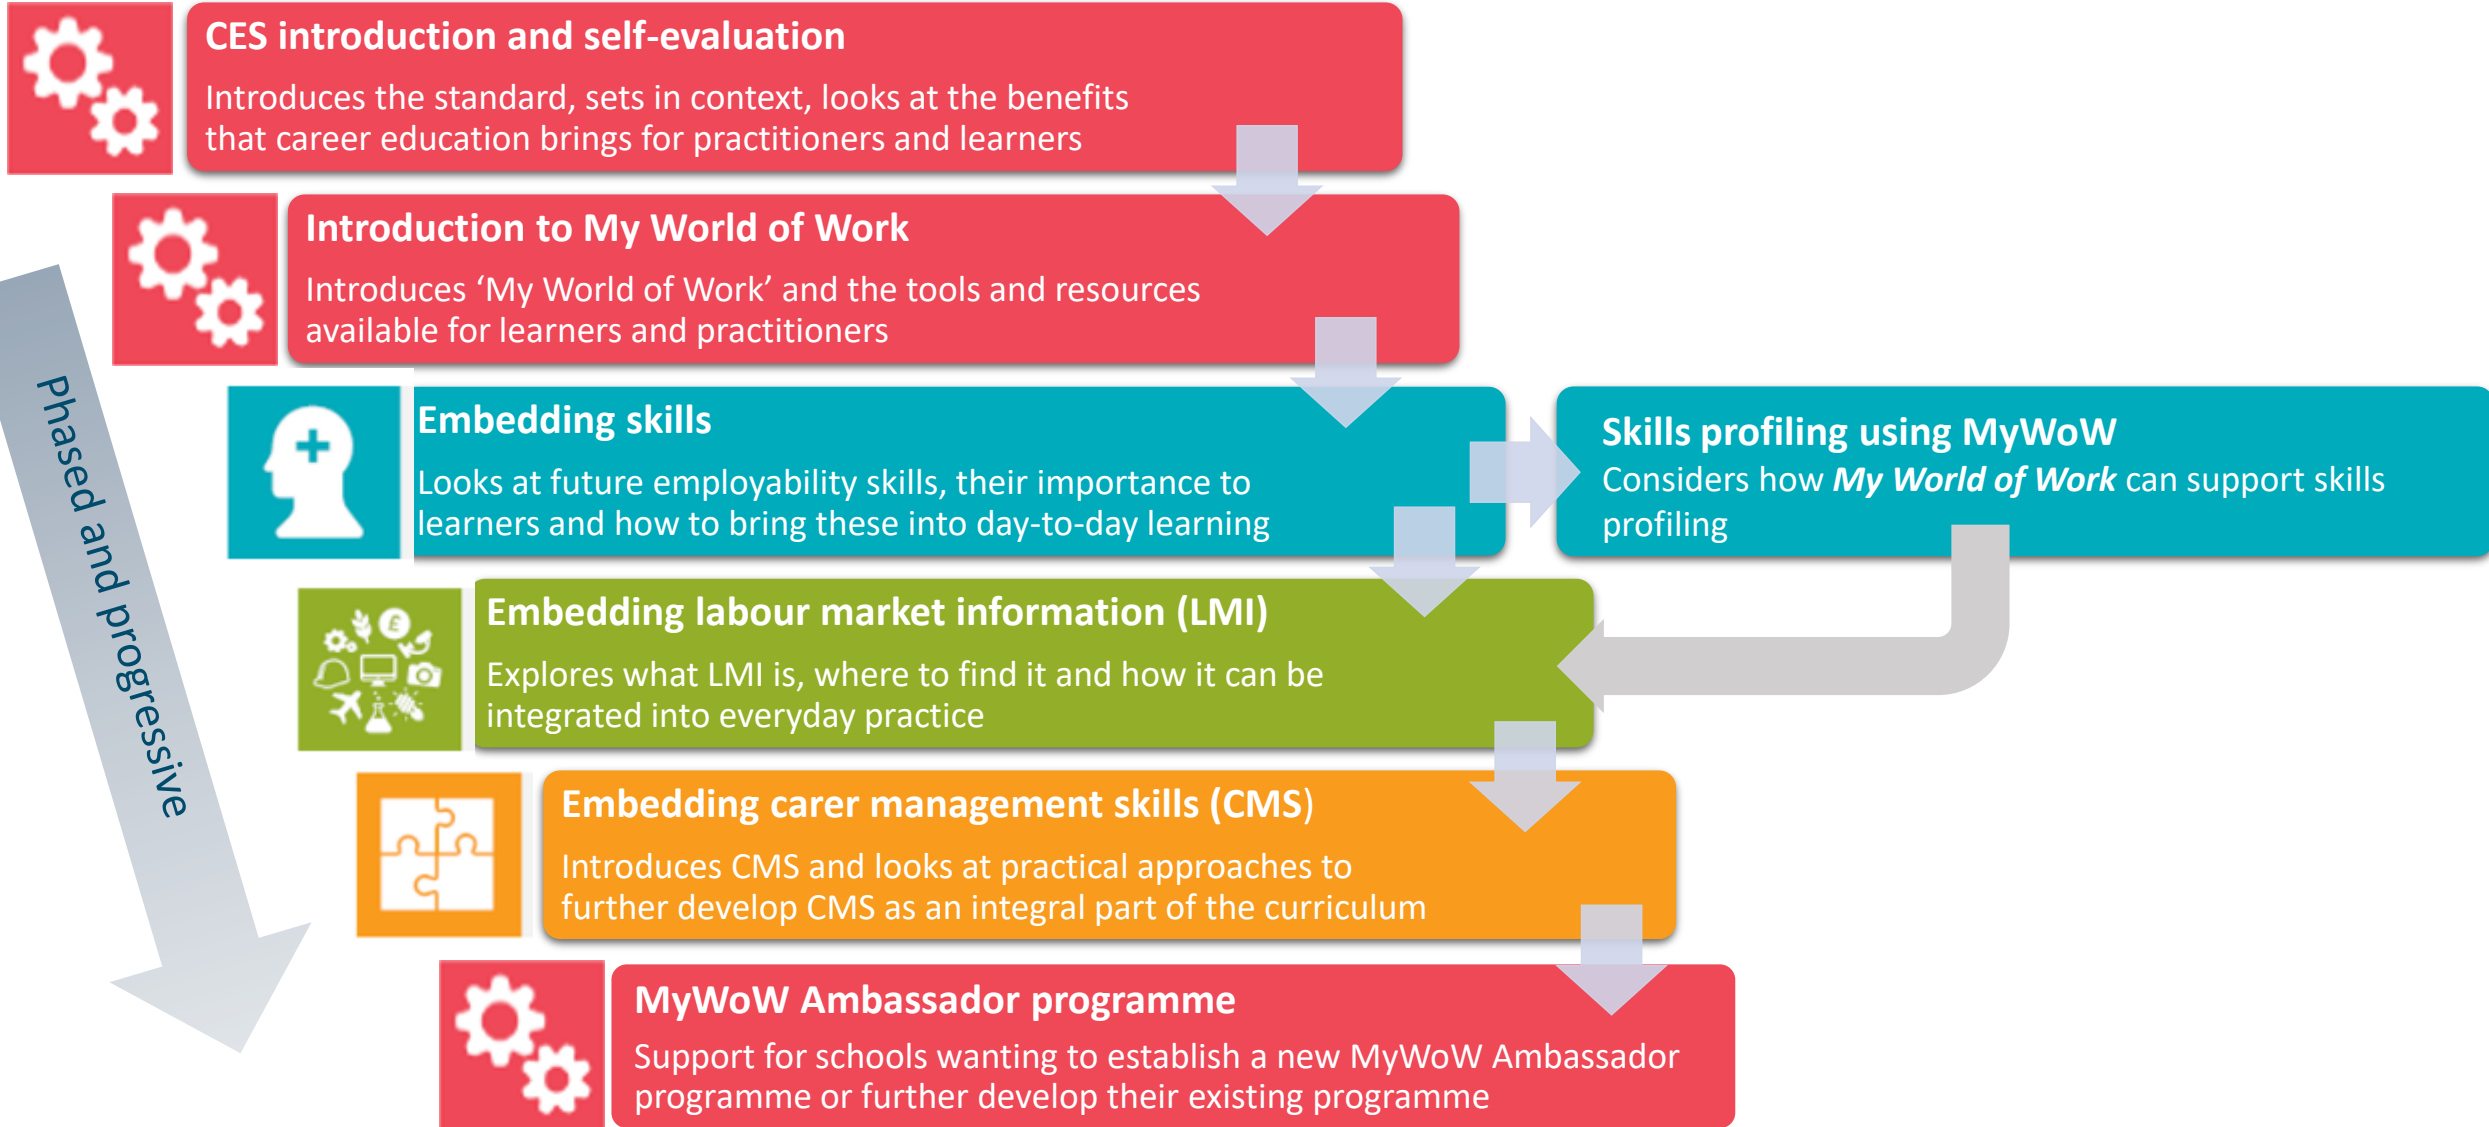 CES introduction and self-evaluation
Introduces the standard, sets in context, looks at the benefits
that career education brings for practitioners and learners
Introduction to My World of Work
Introduces ‘My World of Work’ and the tools and resources
available for learners and practitioners
Phased and progressive
Embedding skills
Looks at future employability skills, their importance to
learners and how to bring these into day-to-day learning
Skills profiling using MyWoW
Considers how My World of Work can support skills
profiling
Embedding labour market information (LMI)
Explores what LMI is, where to find it and how it can be
integrated into everyday practice
£
Embedding carer management skills (CMS)
Introduces CMS and looks at practical approaches to
further develop CMS as an integral part of the curriculum
MyWoW Ambassador programme
Support for schools wanting to establish a new MyWoW Ambassador
programme or further develop their existing programme